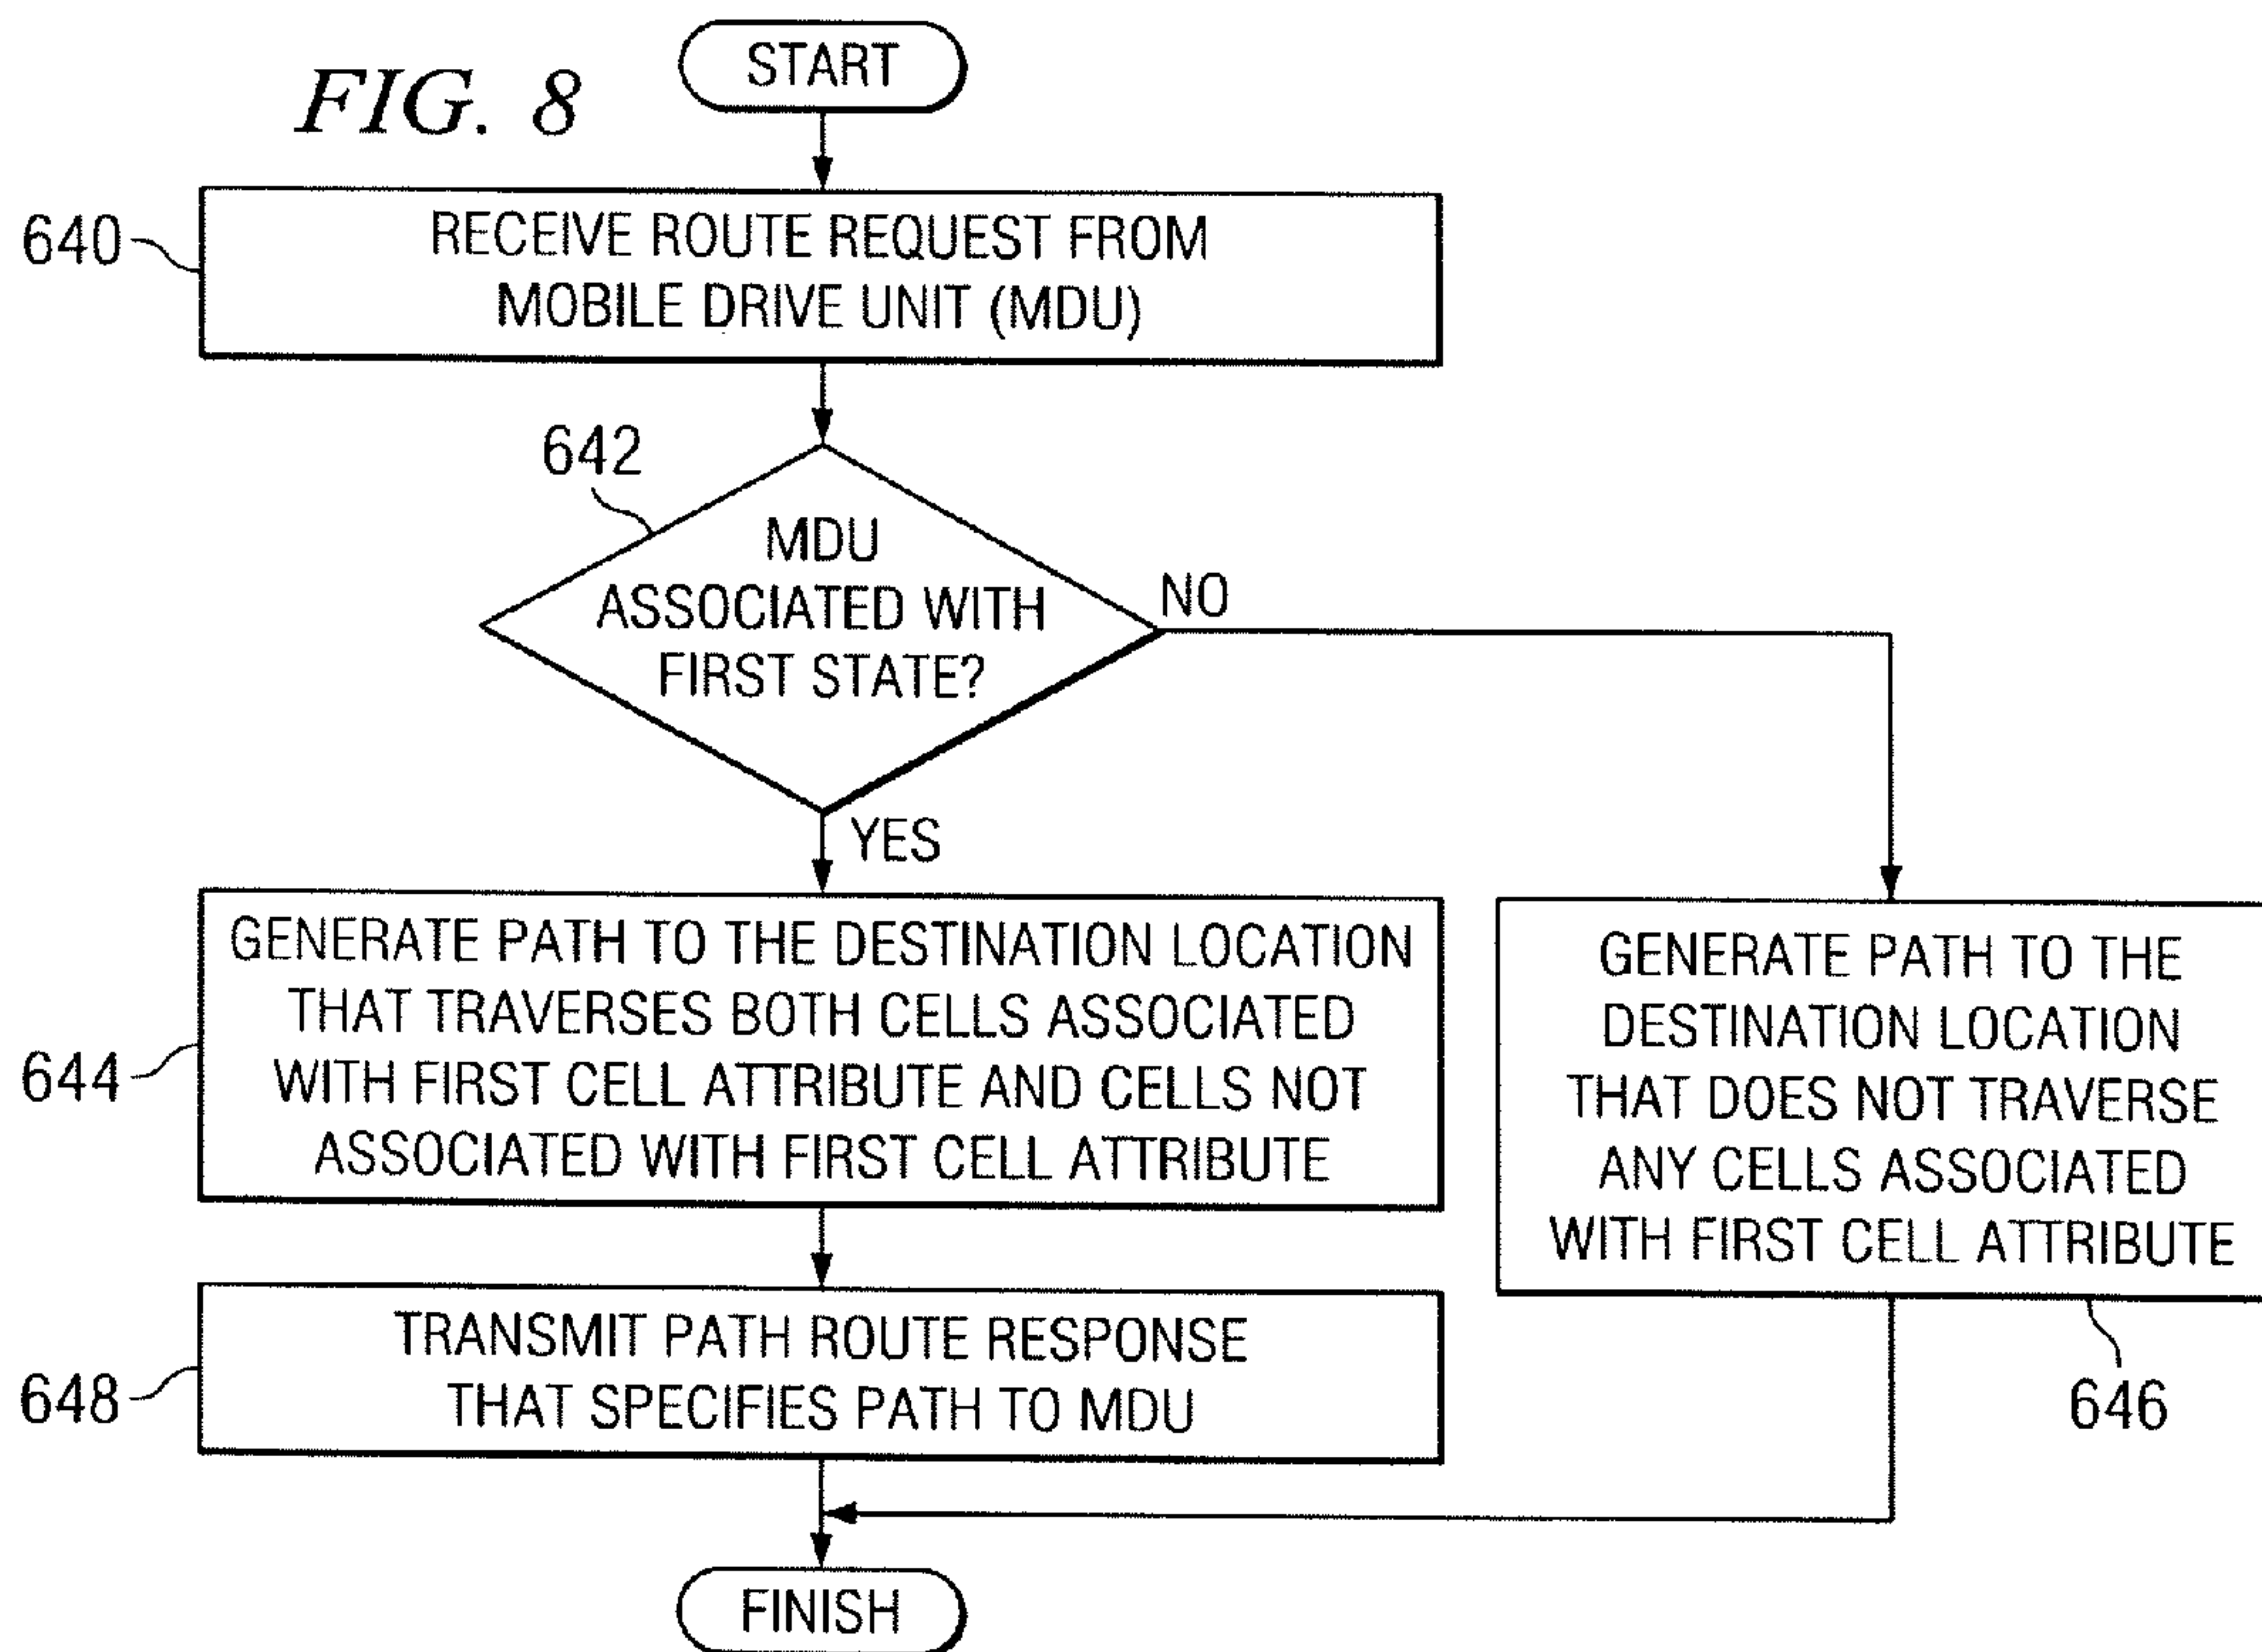 FIG. 8
START
640
RECEIVE ROUTE REQUEST FROM
MOBILE DRIVE UNIT (MDU)
642
MDU
ASSOCIATED WITH
FIRST STATE?
NO
YES
644
GENERATE PATH TO THE DESTINATION LOCATION
THAT TRAVERSES BOTH CELLS ASSOCIATED
WITH FIRST CELL ATTRIBUTE AND CELLS NOT
ASSOCIATED WITH FIRST CELL ATTRIBUTE
GENERATE PATH TO THE
DESTINATION LOCATION
THAT DOES NOT TRAVERSE
ANY CELLS ASSOCIATED
WITH FIRST CELL ATTRIBUTE
646
648
TRANSMIT PATH ROUTE RESPONSE
THAT SPECIFIES PATH TO MDU
FINISH